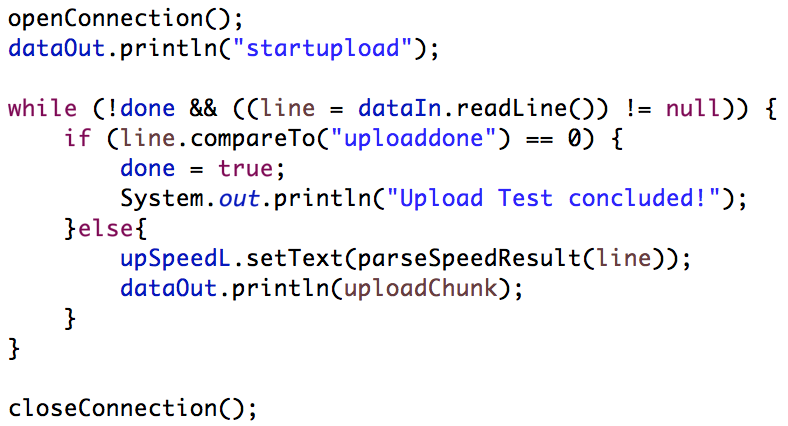 openConnection();
dataOut.println("startupload");

while (!done && ((line = dataIn.readLine()) != null)) {
    if (line.compareTo("uploaddone") == 0) {
        done = true;
        System.out.println("Upload Test concluded!");
    }else{
        upSpeedL.setText(parseSpeedResult(line));
        dataOut.println(uploadChunk);
    }
}

closeConnection();